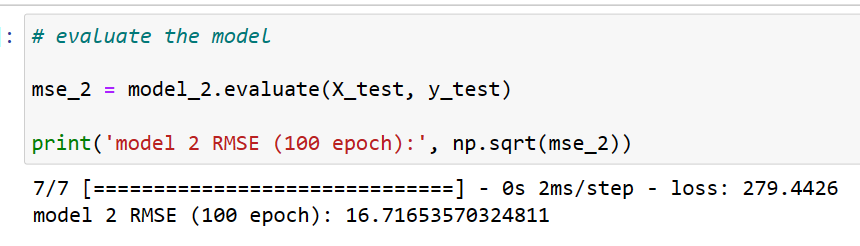 ]: # evaluate the model
mse_2 = model_2.evaluate(X_test, y_test)
print('model 2 RMSE (100 epoch):', np.sqrt(mse_2))
7/7 [==============================] - 0s 2ms/step - loss: 279.4426
model 2 RMSE (100 epoch): 16.71653570324811